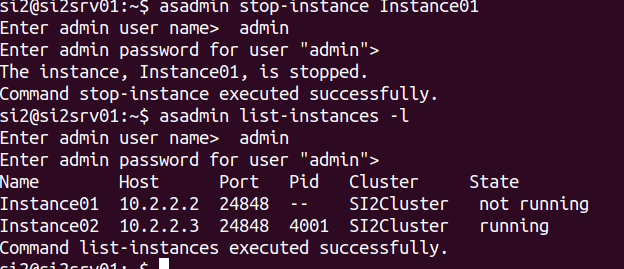 si2@si2srv01:~$ asadmin stop-instance Instance01
Enter admin user name>  admin
Enter admin password for user "admin">
The instance, Instance01, is stopped.
Command stop-instance executed successfully.
si2@si2srv01:~$ asadmin list-instances -l
Enter admin user name>  admin
Enter admin password for user "admin">
Name        Host      Port   Pid   Cluster     State
Instance01  10.2.2.2  24848  --    SI2Cluster   not running
Instance02  10.2.2.3  24848  4001  SI2Cluster   running
Command list-instances executed successfully.
si2@si2srv01:~$